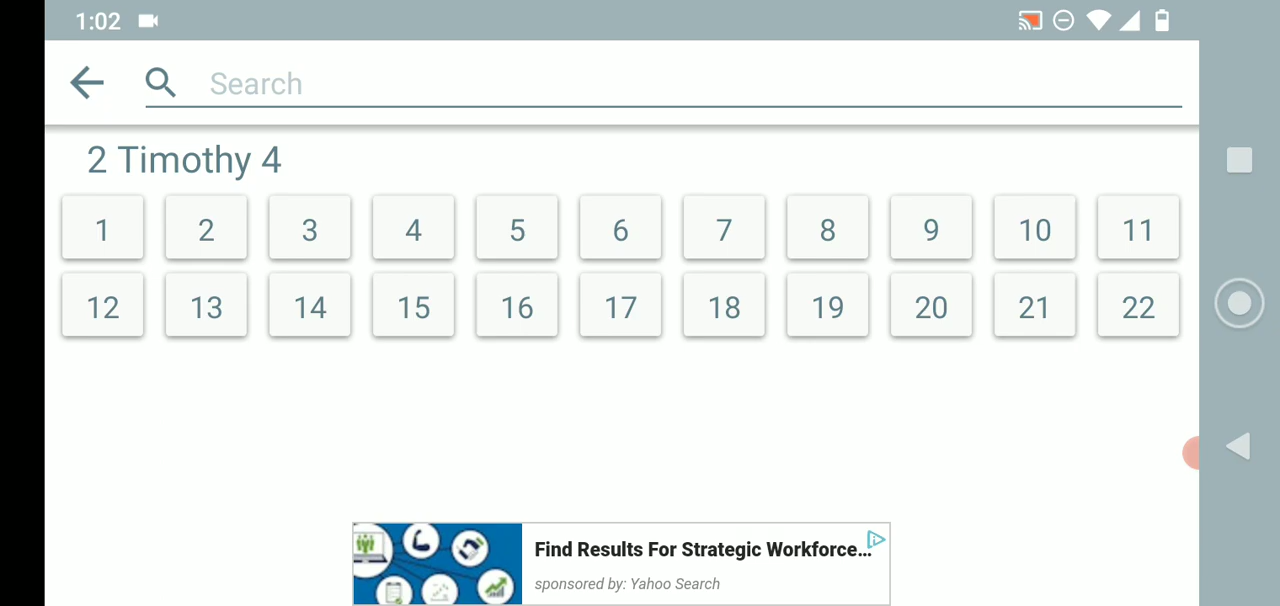 1:02
Search
2 Timothy 4
1 2 3 4 5 6 7 8 9 10 11
12 13 14 15 16 17 18 19 20 21 22
Find Results For Strategic Workforce...
sponsored by: Yahoo Search